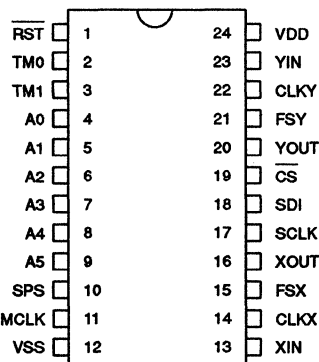 R̅S̅T̅ 1 24 VDD
TM0 2 23 YIN
TM1 3 22 CLKY
A0 4 21 FSY
A1 5 20 YOUT
A2 6 19 C̅S̅
A3 7 18 SDI
A4 8 17 SCLK
A5 9 16 XOUT
SPS 10 15 FSX
MCLK 11 14 CLKX
VSS 12 13 XIN